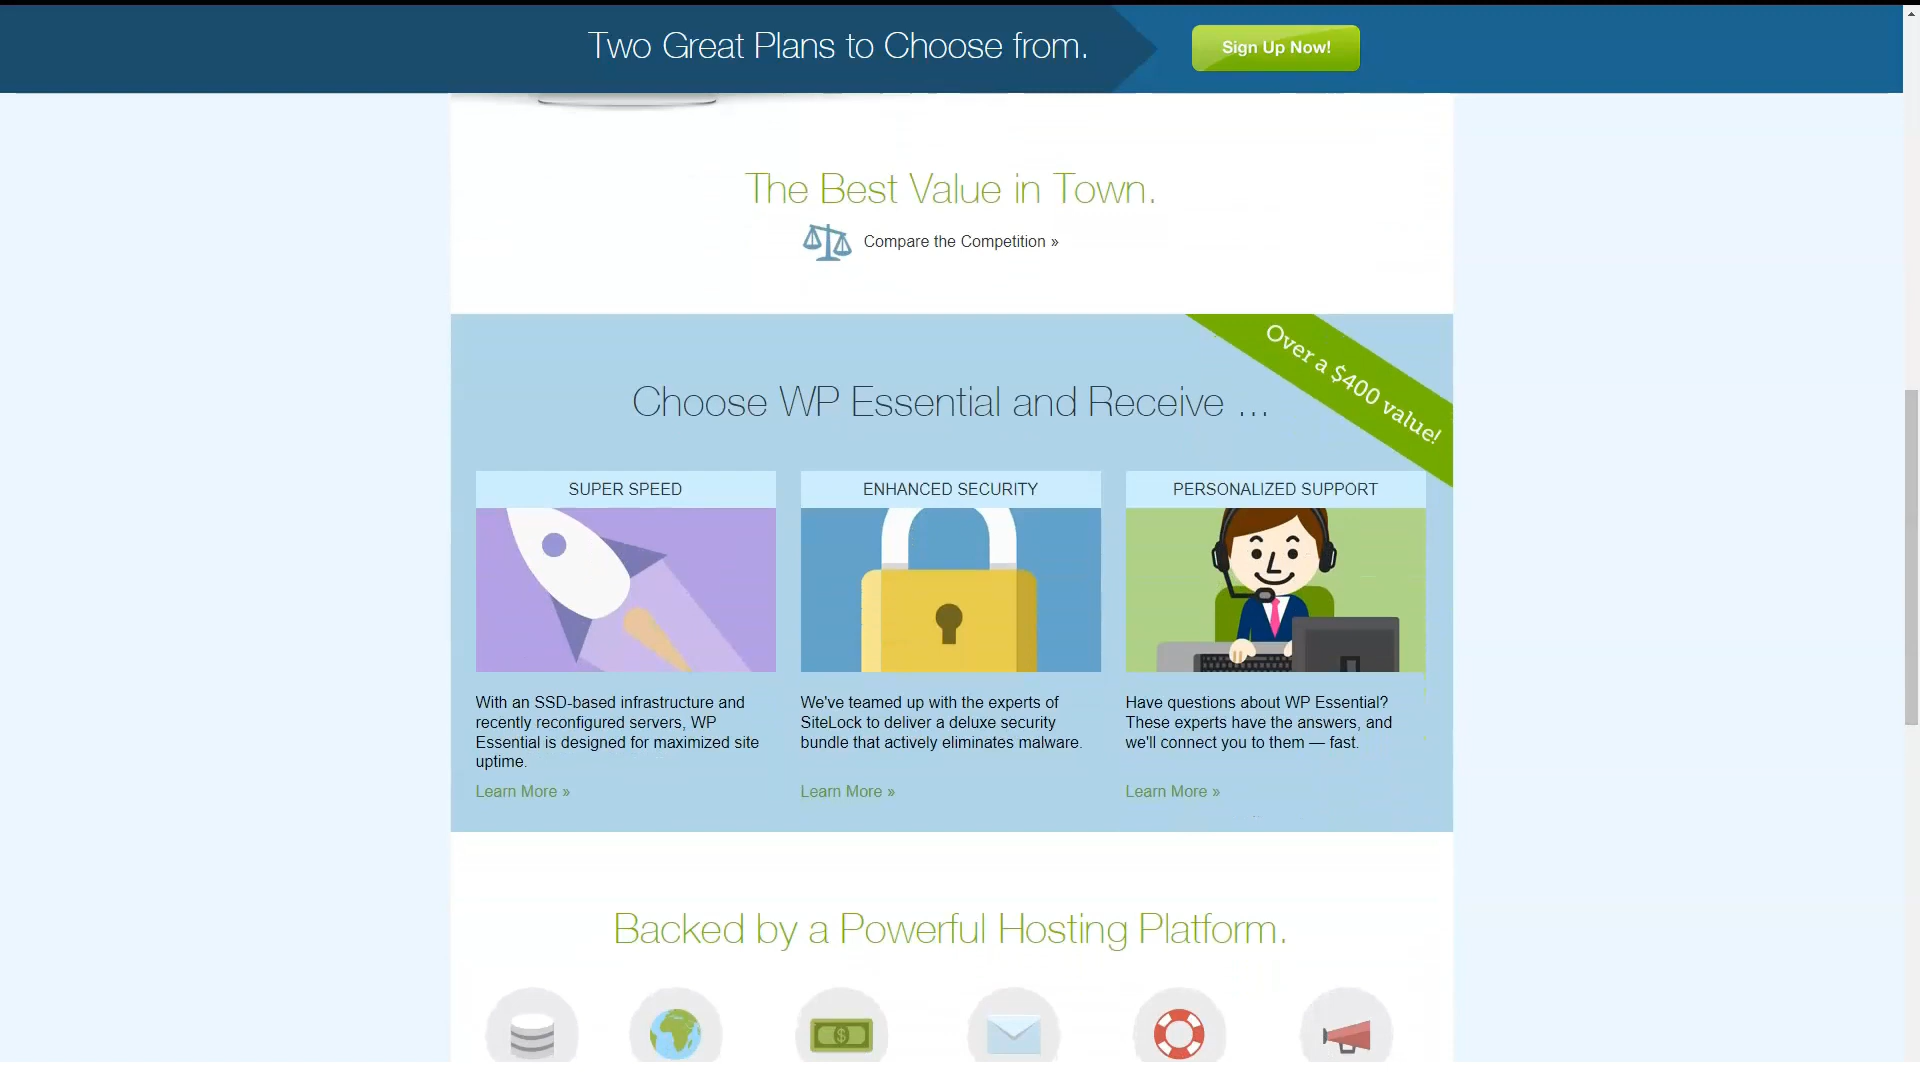 Two Great Plans to Choose from.
Sign Up Now!
The Best Value in Town.
Compare the Competition »
Over a $400 value!
Choose WP Essential and Receive ...
SUPER SPEED
With an SSD-based infrastructure and
recently reconfigured servers, WP
Essential is designed for maximized site
uptime.
Learn More »
ENHANCED SECURITY
We've teamed up with the experts of
SiteLock to deliver a deluxe security
bundle that actively eliminates malware.
Learn More »
PERSONALIZED SUPPORT
Have questions about WP Essential?
These experts have the answers, and
we'll connect you to them — fast.
Learn More »
Backed by a Powerful Hosting Platform.